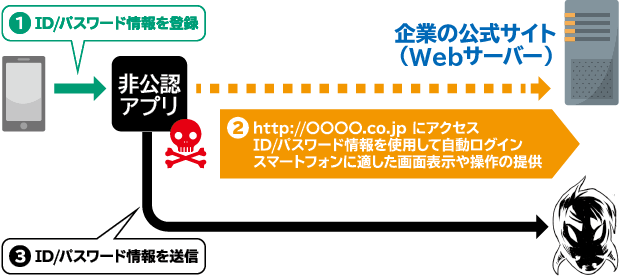 ① ID/パスワード情報を登録
企業の公式サイト
（Webサーバー）
非公認
アプリ
② http://〇〇〇〇.co.jp にアクセス
ID/パスワード情報を使用して自動ログイン
スマートフォンに適した画面表示や操作の提供
③ ID/パスワード情報を送信